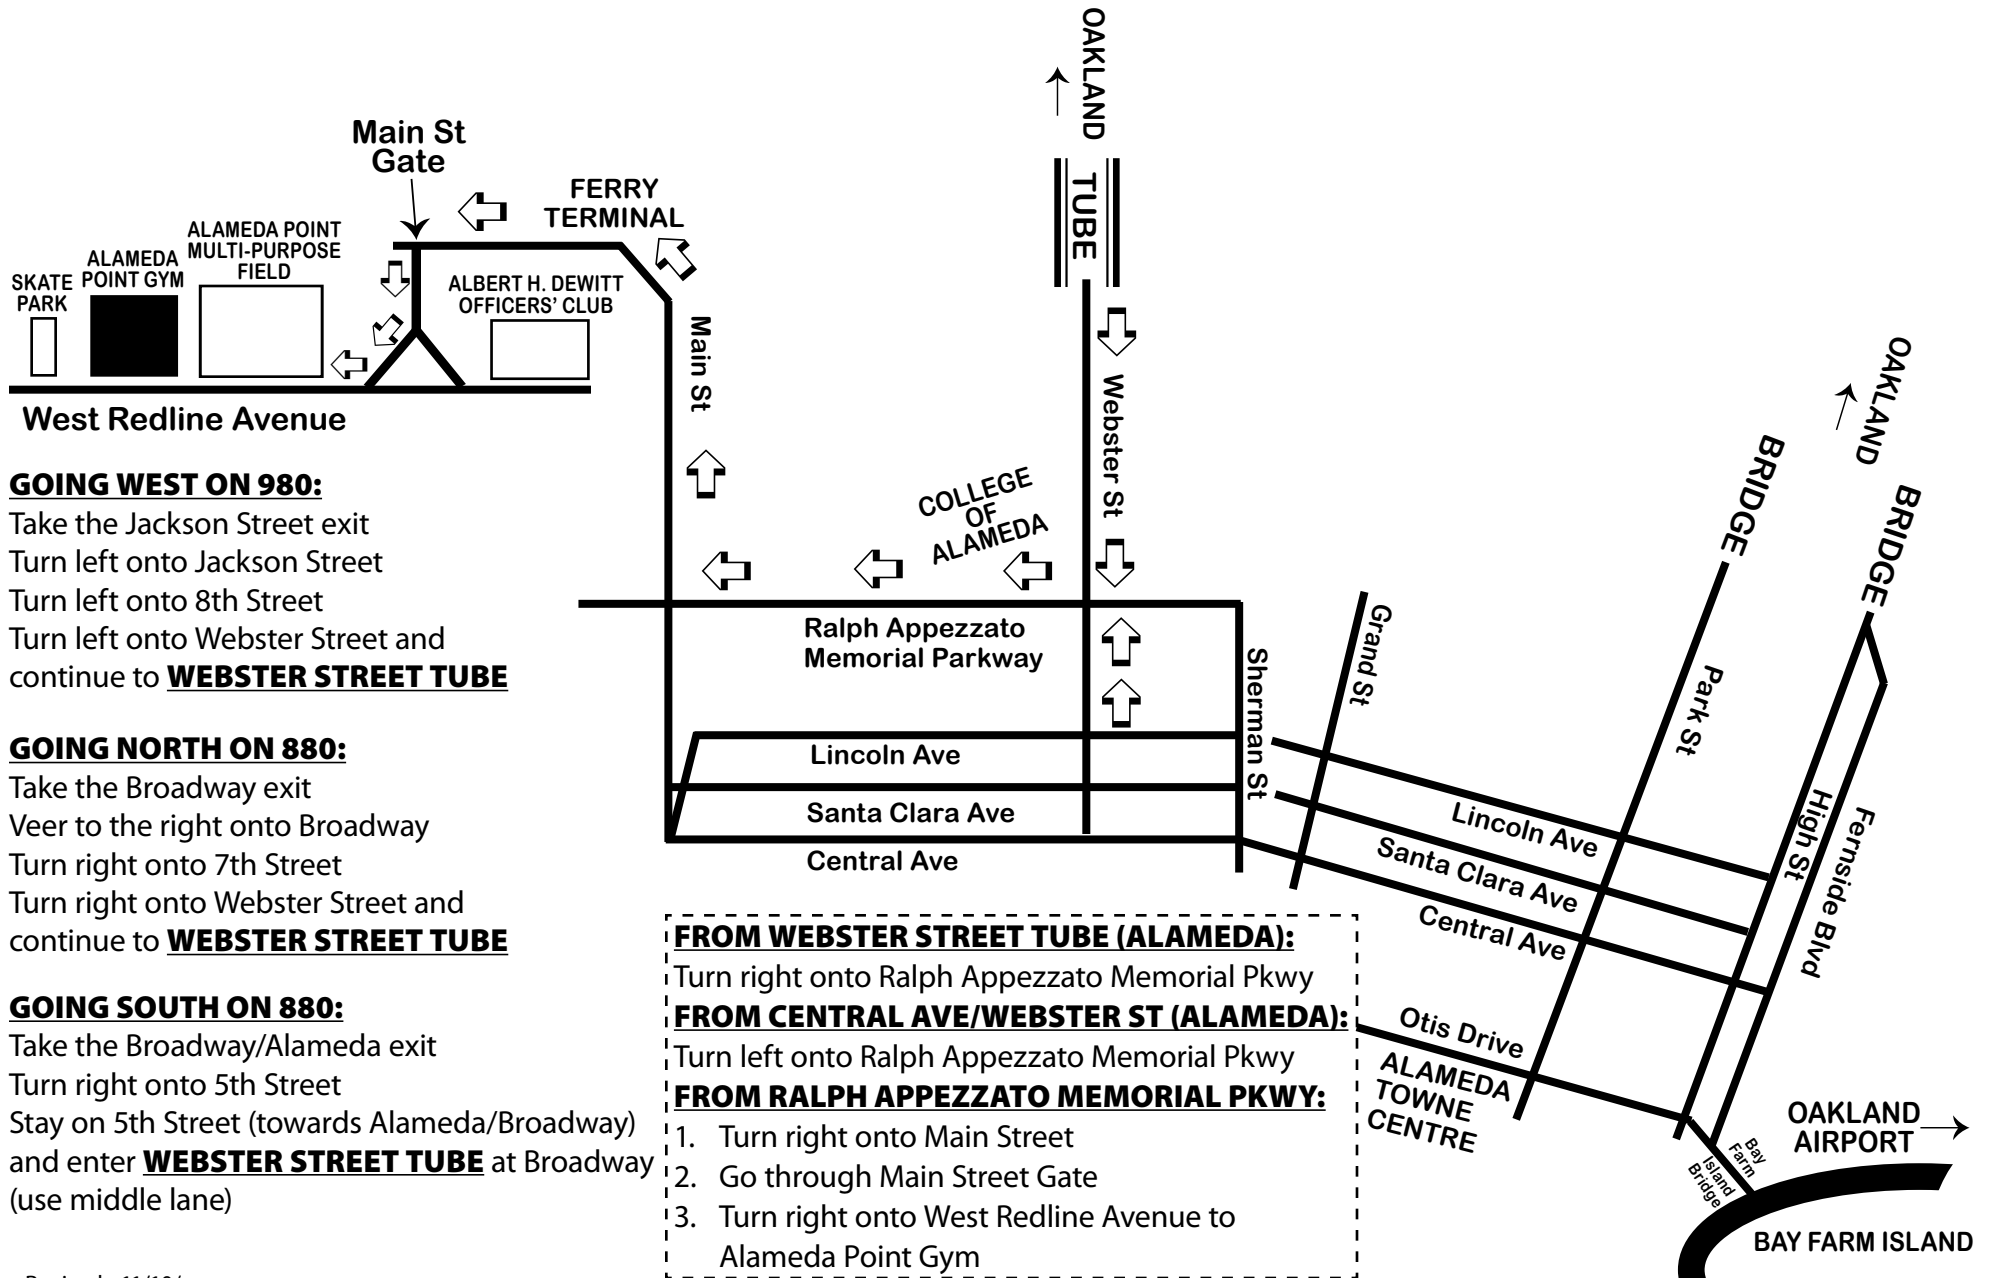 OAKLAND
TUBE
Main St
Gate
FERRY
TERMINAL
ALAMEDA POINT
MULTI-PURPOSE
FIELD
ALAMEDA
POINT GYM
SKATE
PARK
ALBERT H. DEWITT
OFFICERS' CLUB
Main St
Webster St
West Redline Avenue
COLLEGE
OF
ALAMEDA
Ralph Appezzato
Memorial Parkway
Lincoln Ave
Santa Clara Ave
Central Ave
Sherman St
Grand St
OAKLAND
BRIDGE
BRIDGE
Park St
High St
Fernside Blvd
Lincoln Ave
Santa Clara Ave
Central Ave
Otis Drive
ALAMEDA
TOWNE
CENTRE
OAKLAND
AIRPORT
Bay
Farm
Island
Bridge
BAY FARM ISLAND
GOING WEST ON 980:
Take the Jackson Street exit
Turn left onto Jackson Street
Turn left onto 8th Street
Turn left onto Webster Street and
continue to WEBSTER STREET TUBE
GOING NORTH ON 880:
Take the Broadway exit
Veer to the right onto Broadway
Turn right onto 7th Street
Turn right onto Webster Street and
continue to WEBSTER STREET TUBE
GOING SOUTH ON 880:
Take the Broadway/Alameda exit
Turn right onto 5th Street
Stay on 5th Street (towards Alameda/Broadway)
and enter WEBSTER STREET TUBE at Broadway
(use middle lane)
FROM WEBSTER STREET TUBE (ALAMEDA):
Turn right onto Ralph Appezzato Memorial Pkwy
FROM CENTRAL AVE/WEBSTER ST (ALAMEDA):
Turn left onto Ralph Appezzato Memorial Pkwy
FROM RALPH APPEZZATO MEMORIAL PKWY:
1. Turn right onto Main Street
2. Go through Main Street Gate
3. Turn right onto West Redline Avenue to
Alameda Point Gym